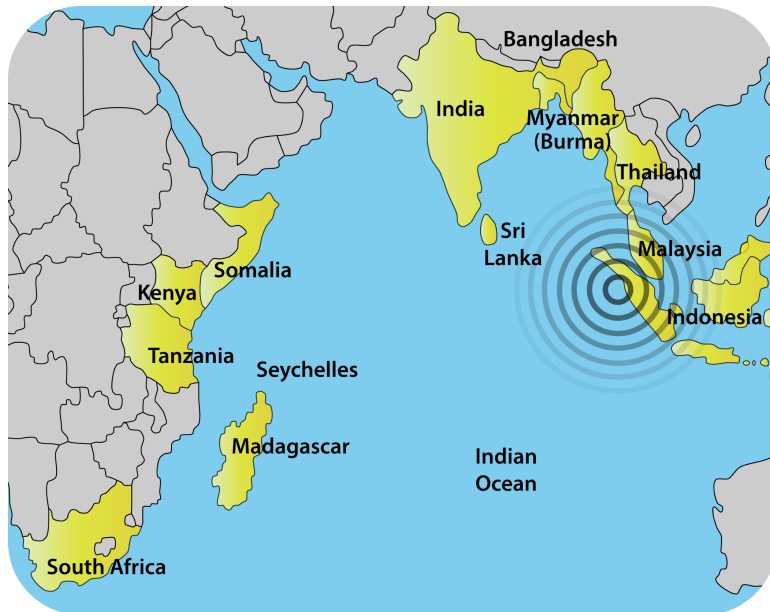 Bangladesh
India
Myanmar
(Burma)
Thailand
Sri
Lanka
Malaysia
Somalia
Kenya
Indonesia
Tanzania
Seychelles
Madagascar
Indian
Ocean
South Africa